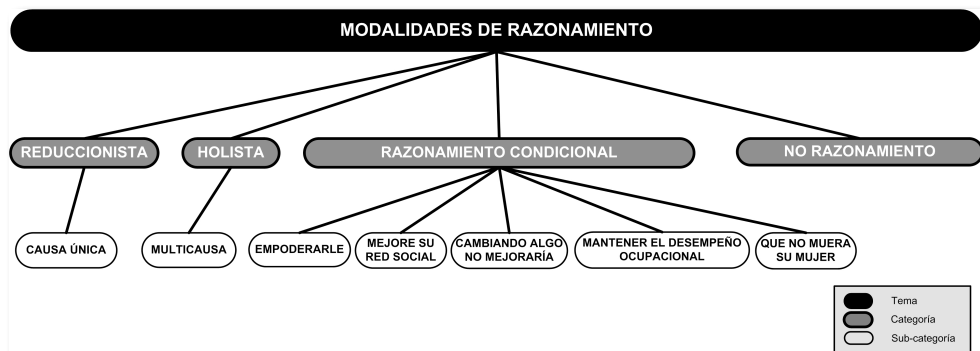 MODALIDADES DE RAZONAMIENTO
REDUCCIONISTA
HOLISTA
RAZONAMIENTO CONDICIONAL
NO RAZONAMIENTO
CAUSA ÚNICA
MULTICAUSA
EMPODERARLE
MEJORE SU
RED SOCIAL
CAMBIANDO ALGO
NO MEJORARÍA
MANTENER EL DESEMPEÑO
OCUPACIONAL
QUE NO MUERA
SU MUJER
Tema
Categoría
Sub-categoría